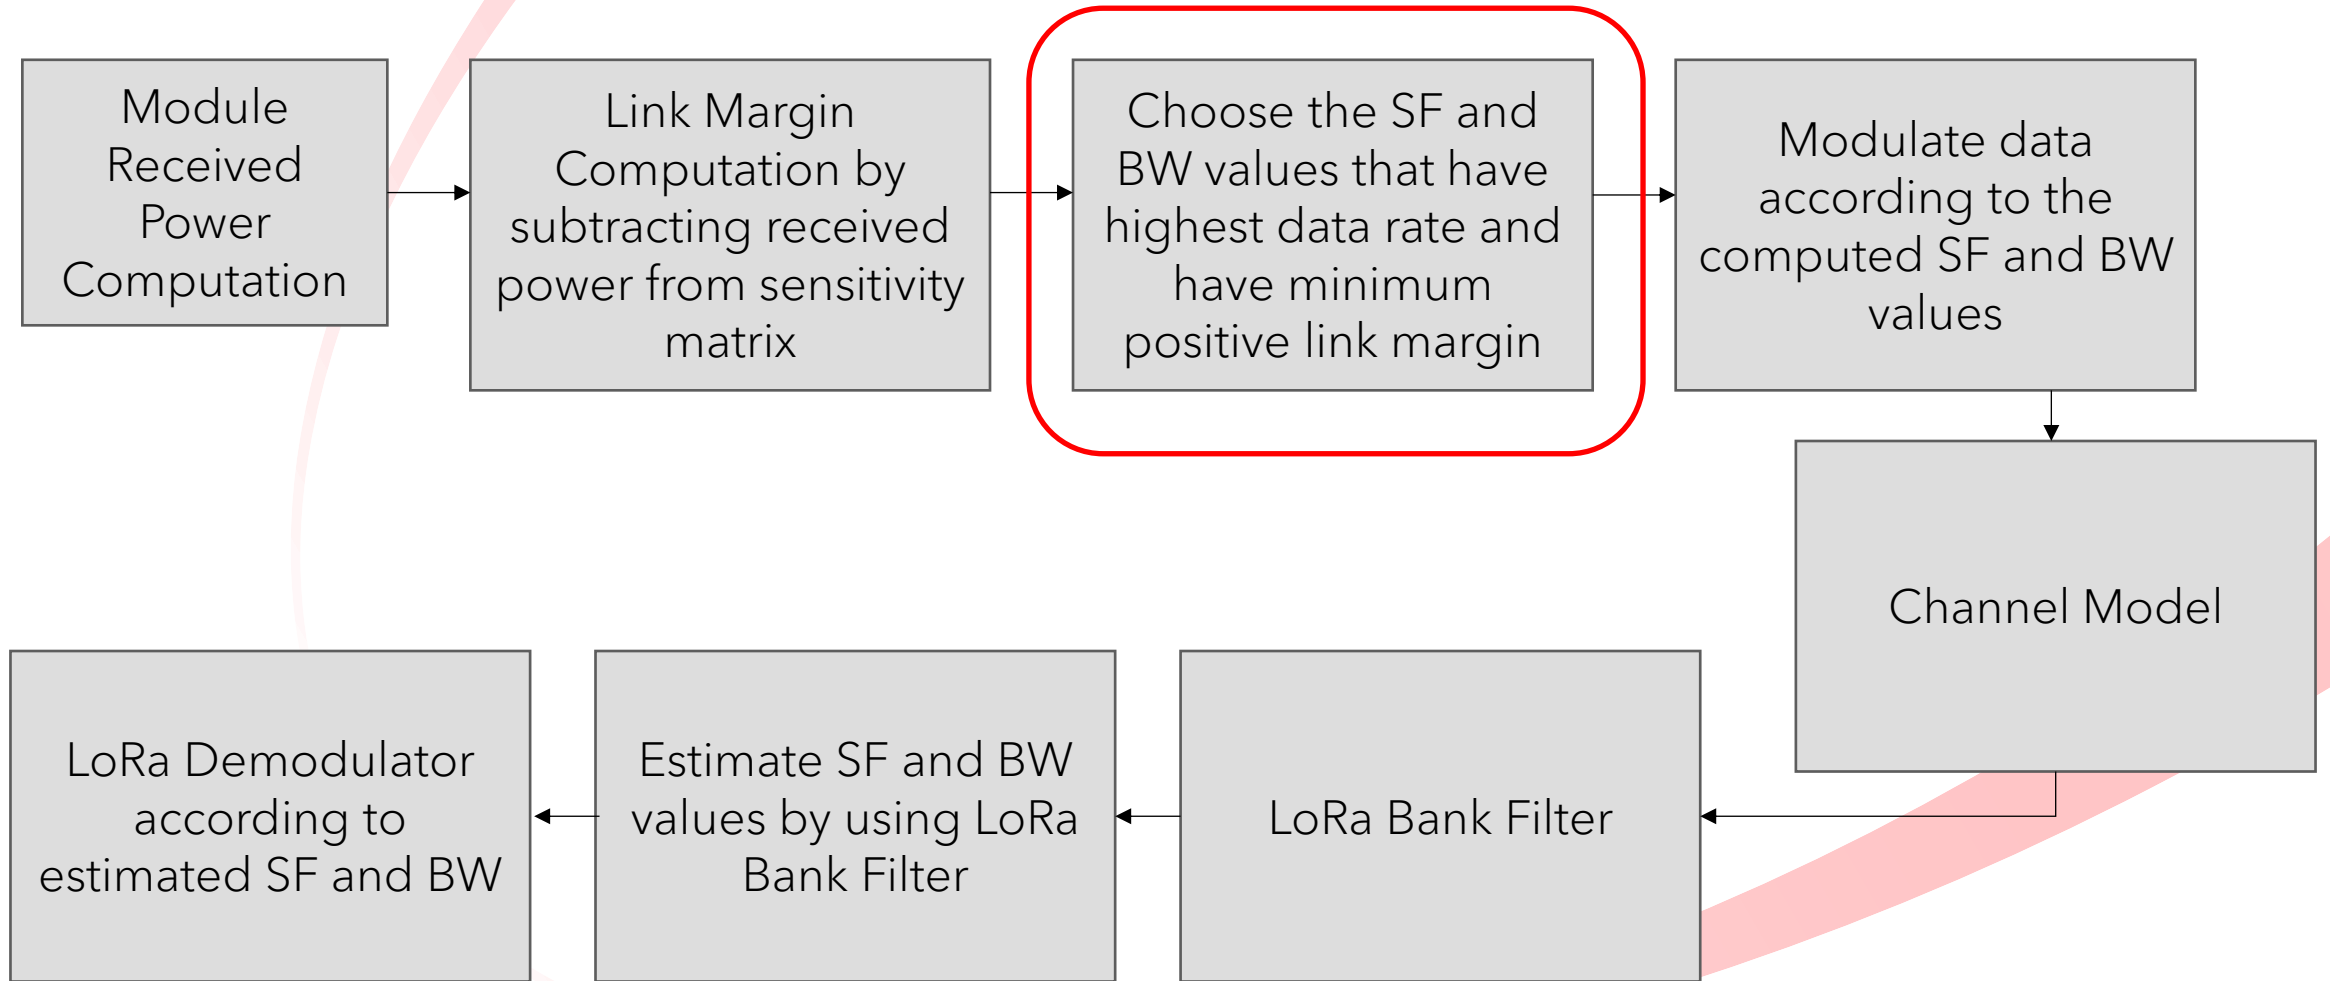 Module
Received
Power
Computation
Link Margin
Computation by
subtracting received
power from sensitivity
matrix
Choose the SF and
BW values that have
highest data rate and
have minimum
positive link margin
Modulate data
according to the
computed SF and BW
values
Channel Model
LoRa Bank Filter
Estimate SF and BW
values by using LoRa
Bank Filter
LoRa Demodulator
according to
estimated SF and BW